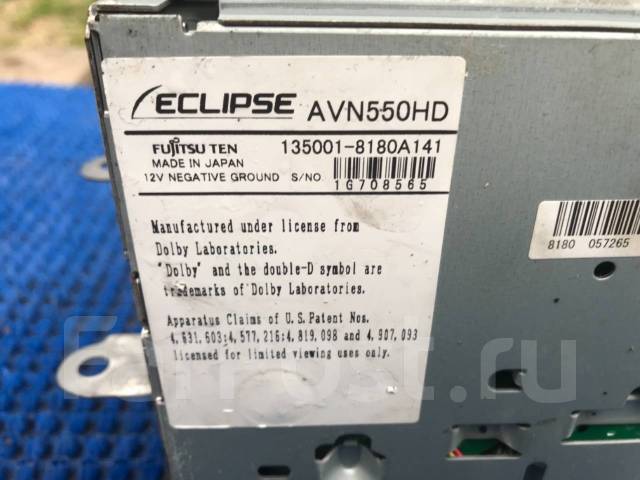 ECLIPSE AVN550HD
FUJITSU TEN 135001-8180A141
MADE IN JAPAN
12V NEGATIVE GROUND S/NO. 1G708565
Manufactured under license from
Dolby Laboratories.
"Dolby" and the double-D symbol are
trademarks of Dolby Laboratories.
Apparatus Claims of U.S. Patent Nos.
4,631,603;4,577,216;4,819,098 and 4,907,093
licensed for limited viewing uses only.
8180 057265
FarPost.ru